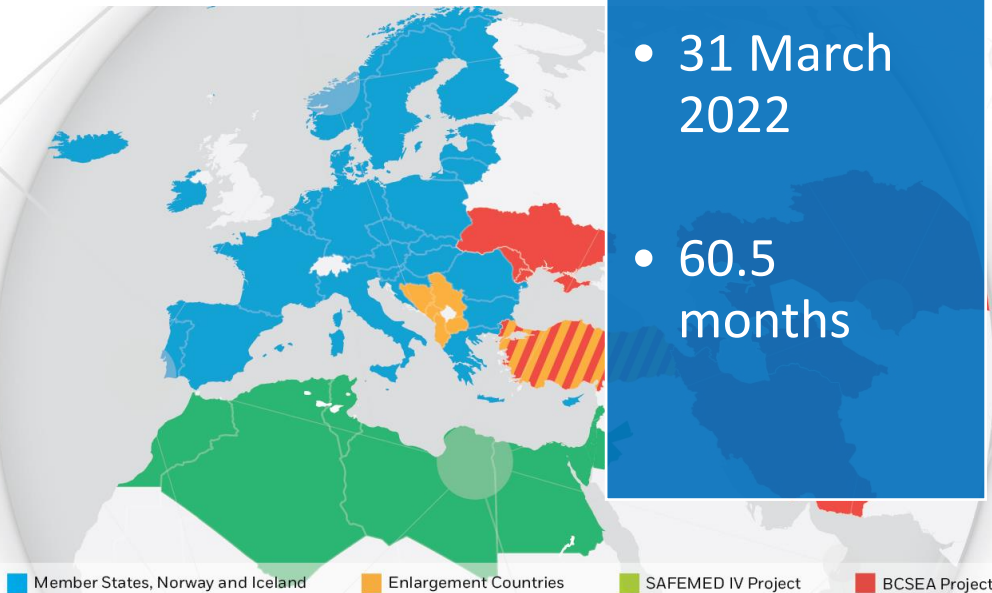 • 31 March
2022
• 60.5
months
Member States, Norway and Iceland
Enlargement Countries
SAFEMED IV Project
BCSEA Project